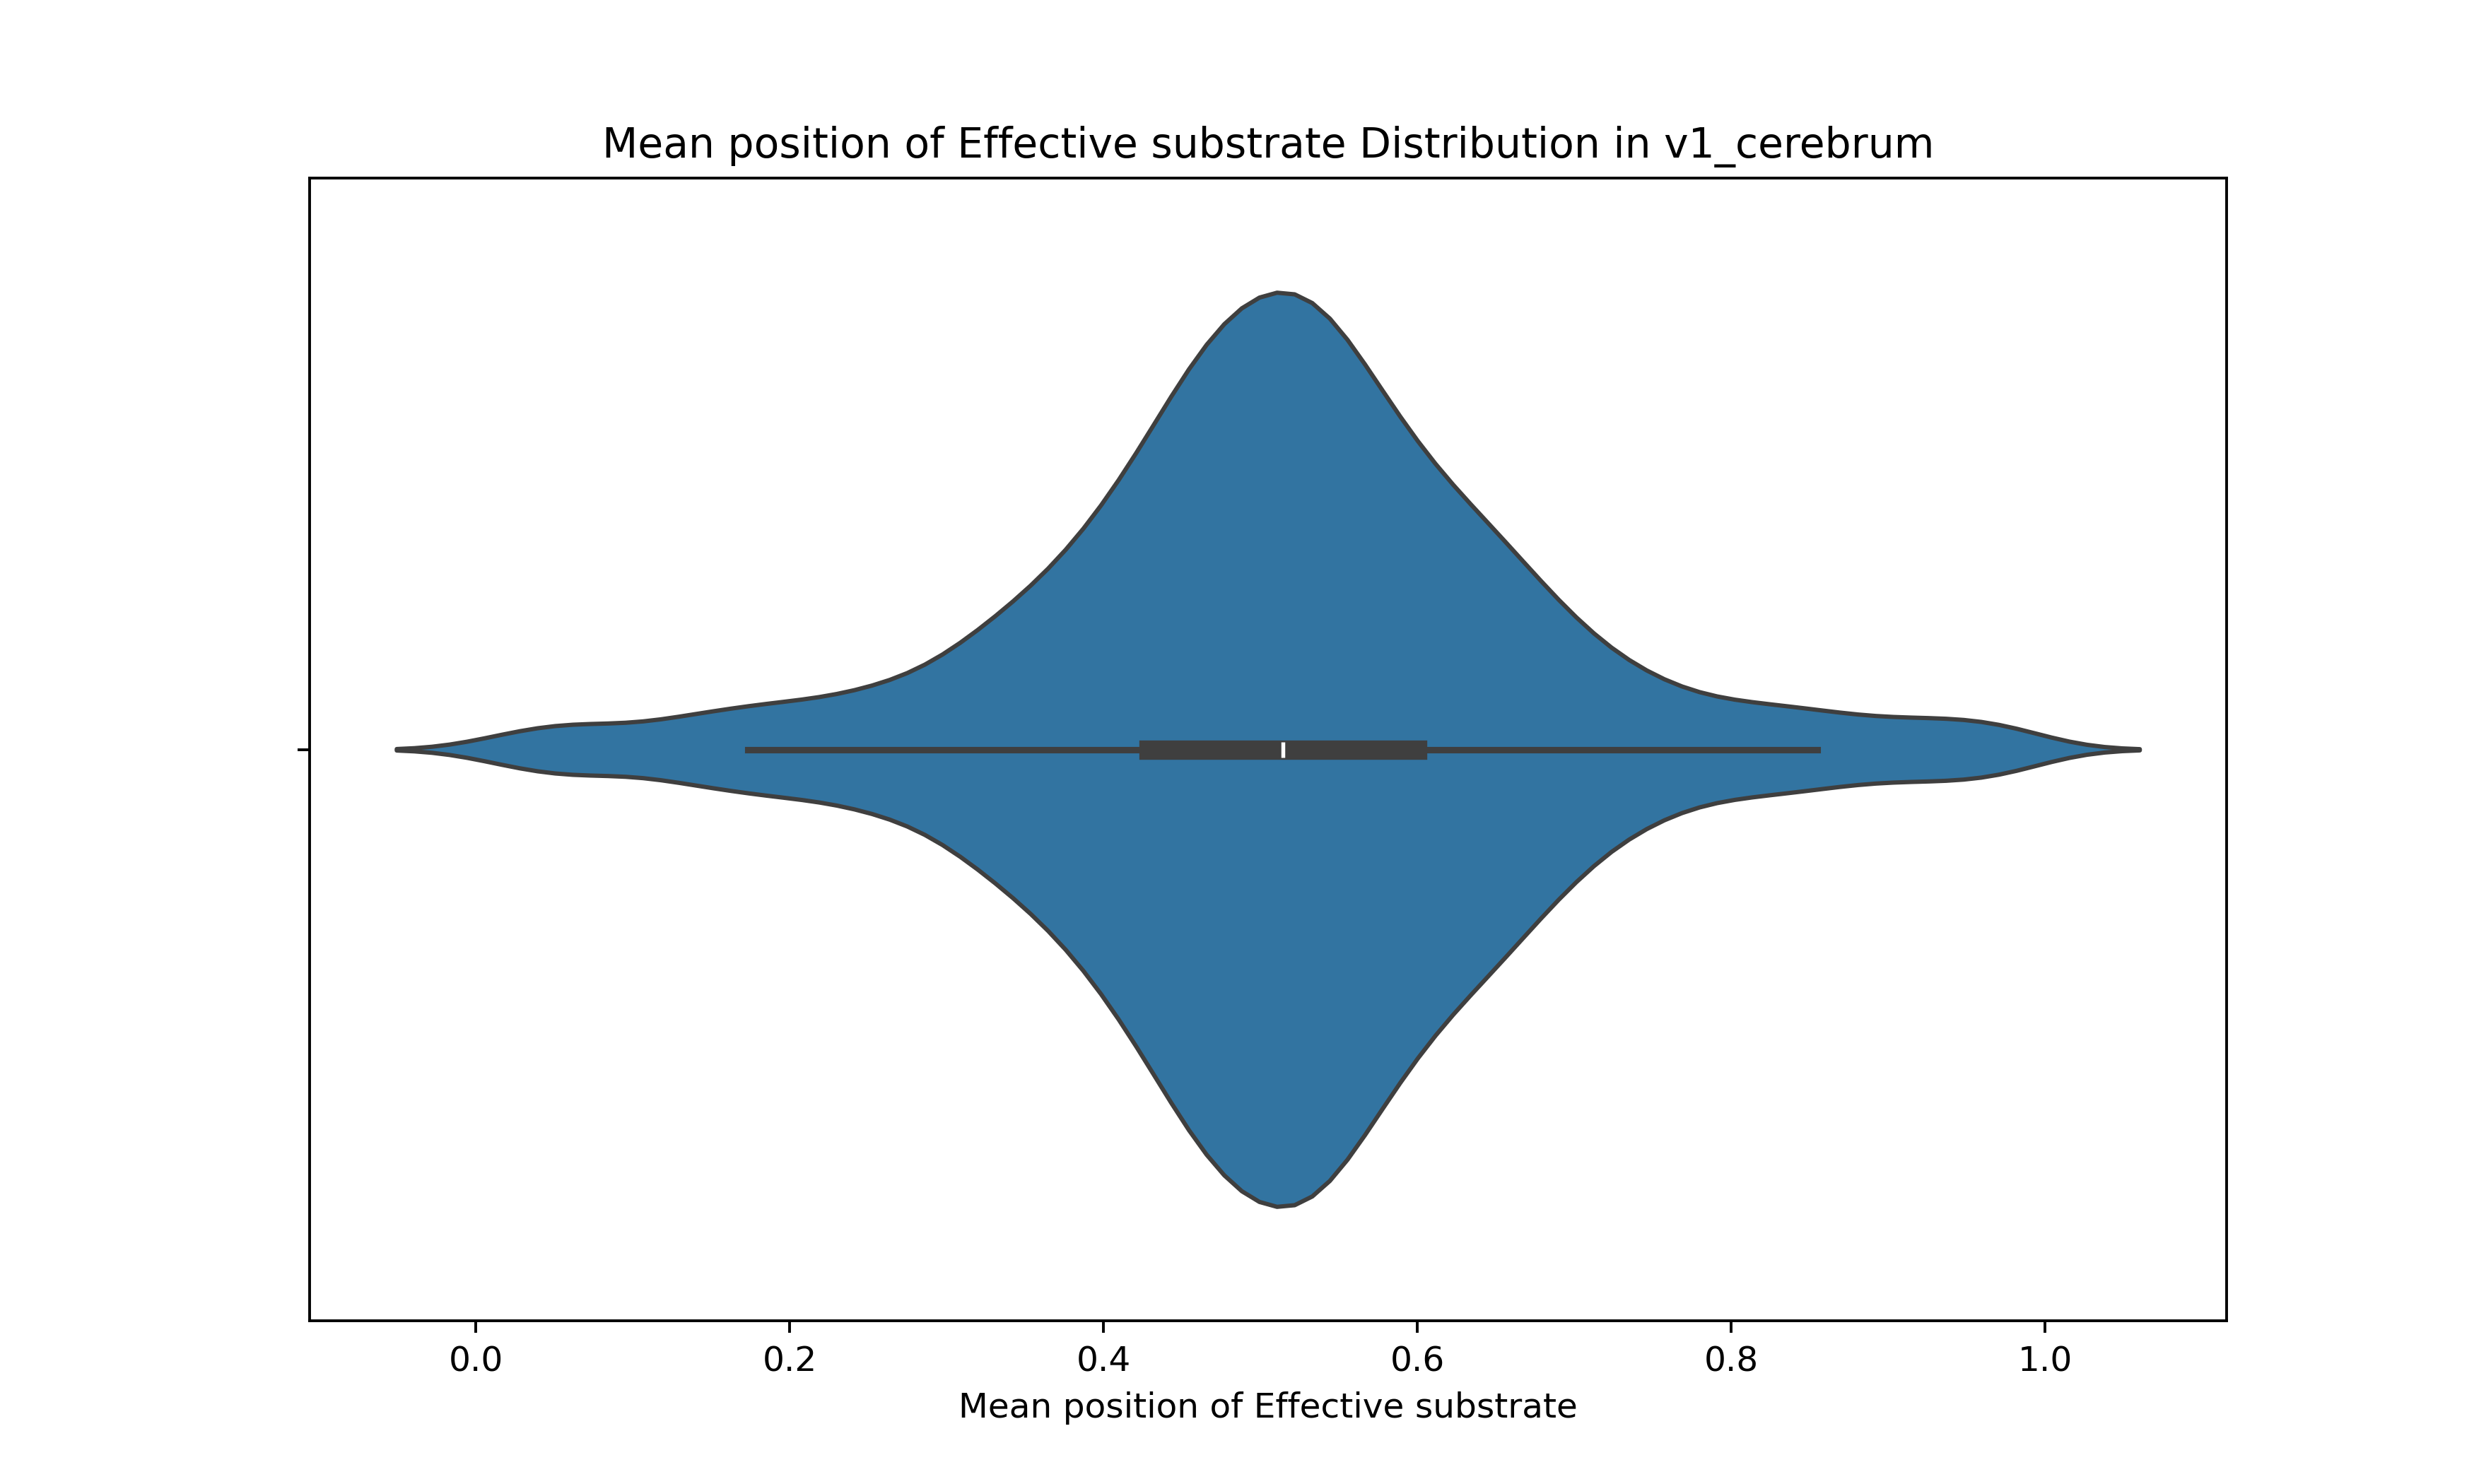 Mean position of Effective substrate Distribution in v1_cerebrum
0.0 0.2 0.4 0.6 0.8 1.0
Mean position of Effective substrate